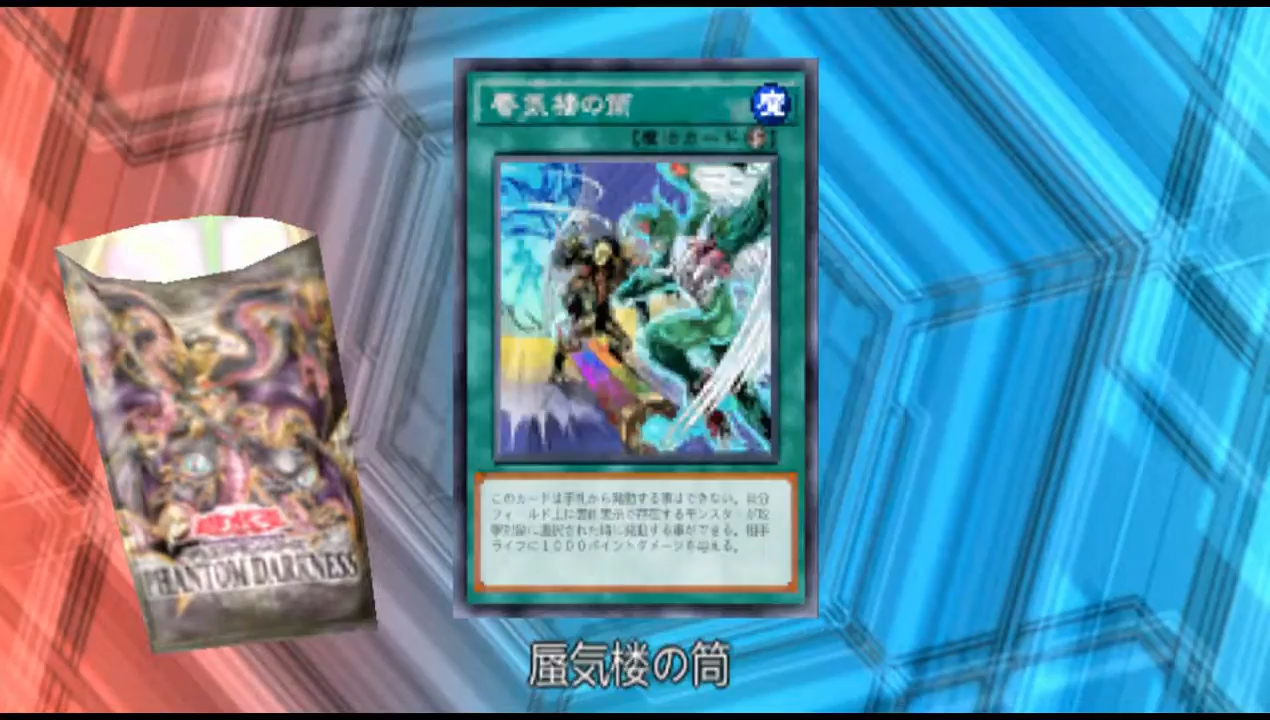 蜃気楼の筒
魔
【魔法カード】
このカードは手札から発動する事はできない。自分
フィールド上に表側表示で存在するモンスターが攻
撃対象に選択された時に発動する事ができる。相手
ライフに1000ポイントダメージを与える。
PHANTOM DARKNESS
蜃気楼の筒